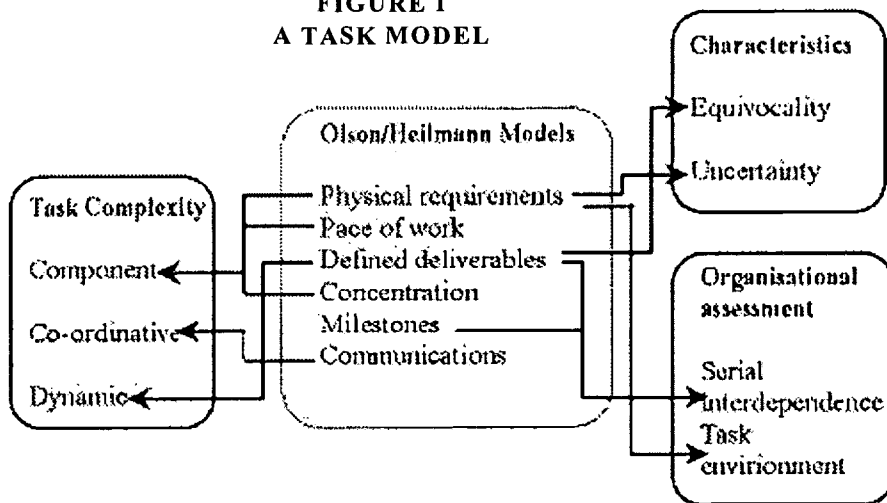 FIGURE 1
A TASK MODEL
Characteristics
Equivocality
Uncertainty
Olson/Heilmann Models
Physical requirements
Pace of work
Defined deliverables
Concentration
Milestones
Communications
Task Complexity
Component
Co-ordinative
Dynamic
Organisational
assessment
Serial
interdependence
Task
envirionment